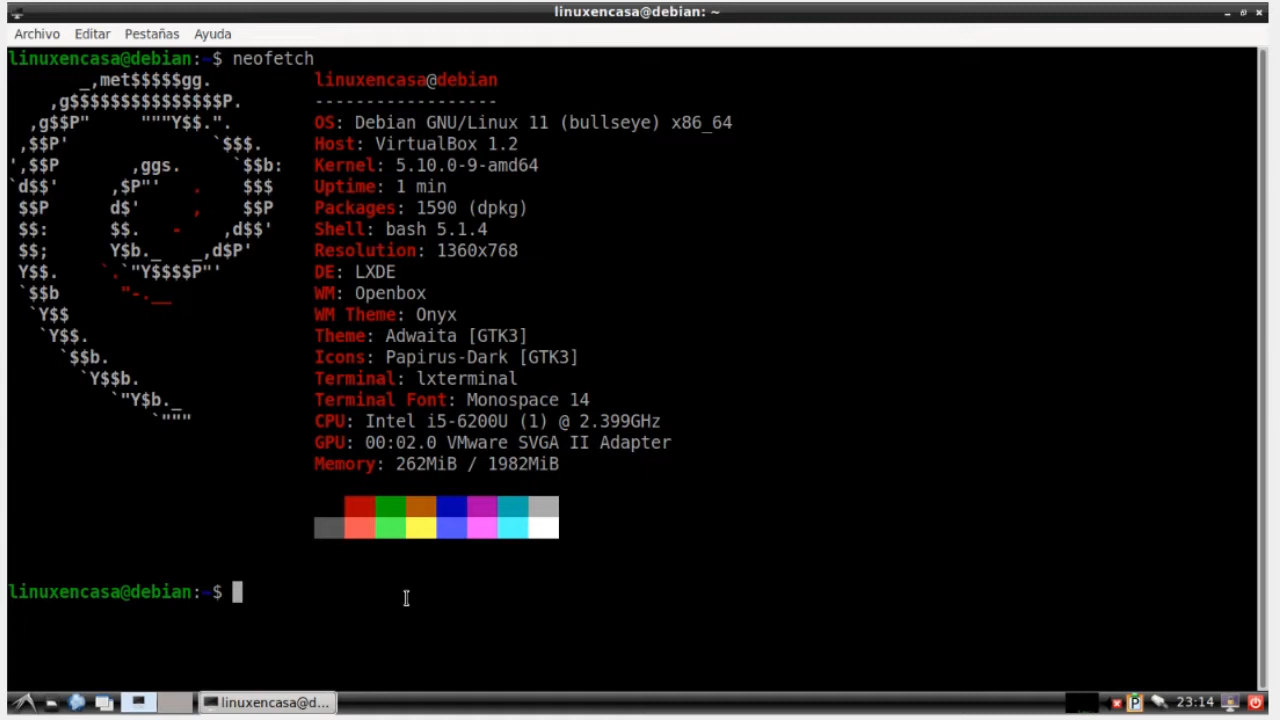 linuxencasa@debian: ~
Archivo Editar Pestañas Ayuda
linuxencasa@debian:~$ neofetch
       _,met$$$$$gg.          linuxencasa@debian
    ,g$$$$$$$$$$$$$$$P.       ------------------
  ,g$$P"     """Y$$.".        OS: Debian GNU/Linux 11 (bullseye) x86_64
 ,$$P'              `$$$.     Host: VirtualBox 1.2
',$$P       ,ggs.     `$$b:   Kernel: 5.10.0-9-amd64
`d$$'     ,$P"'   .    $$$    Uptime: 1 min
 $$P      d$'     ,    $$P    Packages: 1590 (dpkg)
 $$:      $$.   -    ,d$$'    Shell: bash 5.1.4
 $$;      Y$b._   _,d$P'      Resolution: 1360x768
 Y$$.    `.`"Y$$$$P"'         DE: LXDE
 `$$b      "-.__              WM: Openbox
  `Y$$                        WM Theme: Onyx
   `Y$$.                      Theme: Adwaita [GTK3]
     `$$b.                    Icons: Papirus-Dark [GTK3]
       `Y$$b.                 Terminal: lxterminal
          `"Y$b._             Terminal Font: Monospace 14
              `"""            CPU: Intel i5-6200U (1) @ 2.399GHz
                              GPU: 00:02.0 VMware SVGA II Adapter
                              Memory: 262MiB / 1982MiB
linuxencasa@debian:~$
linuxencasa@d... 23:14